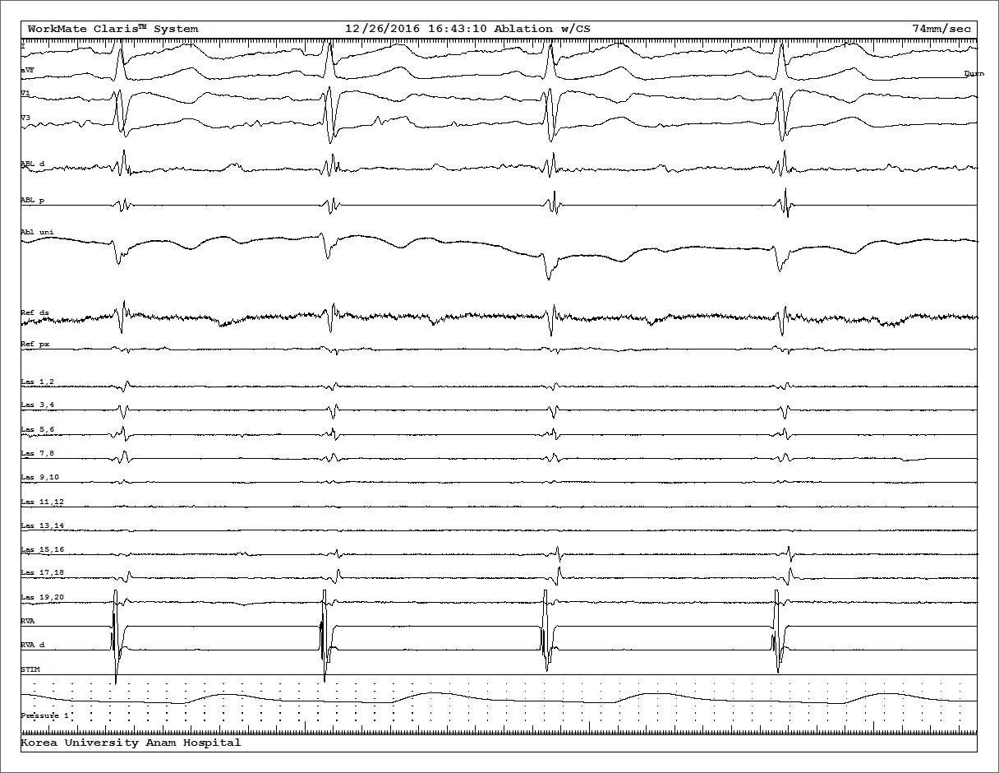 WorkMate Claris™ System 12/26/2016 16:43:10 Ablation w/CS 74mm/sec
I
aVF
Burn
V1
V3
ABL d
ABL p
Abl uni
Ref ds
Ref px
Las 1,2
Las 3,4
Las 5,6
Las 7,8
Las 9,10
Las 11,12
Las 13,14
Las 15,16
Las 17,18
Las 19,20
RVA
RVA d
STIM
Pressure 1
Korea University Anam Hospital